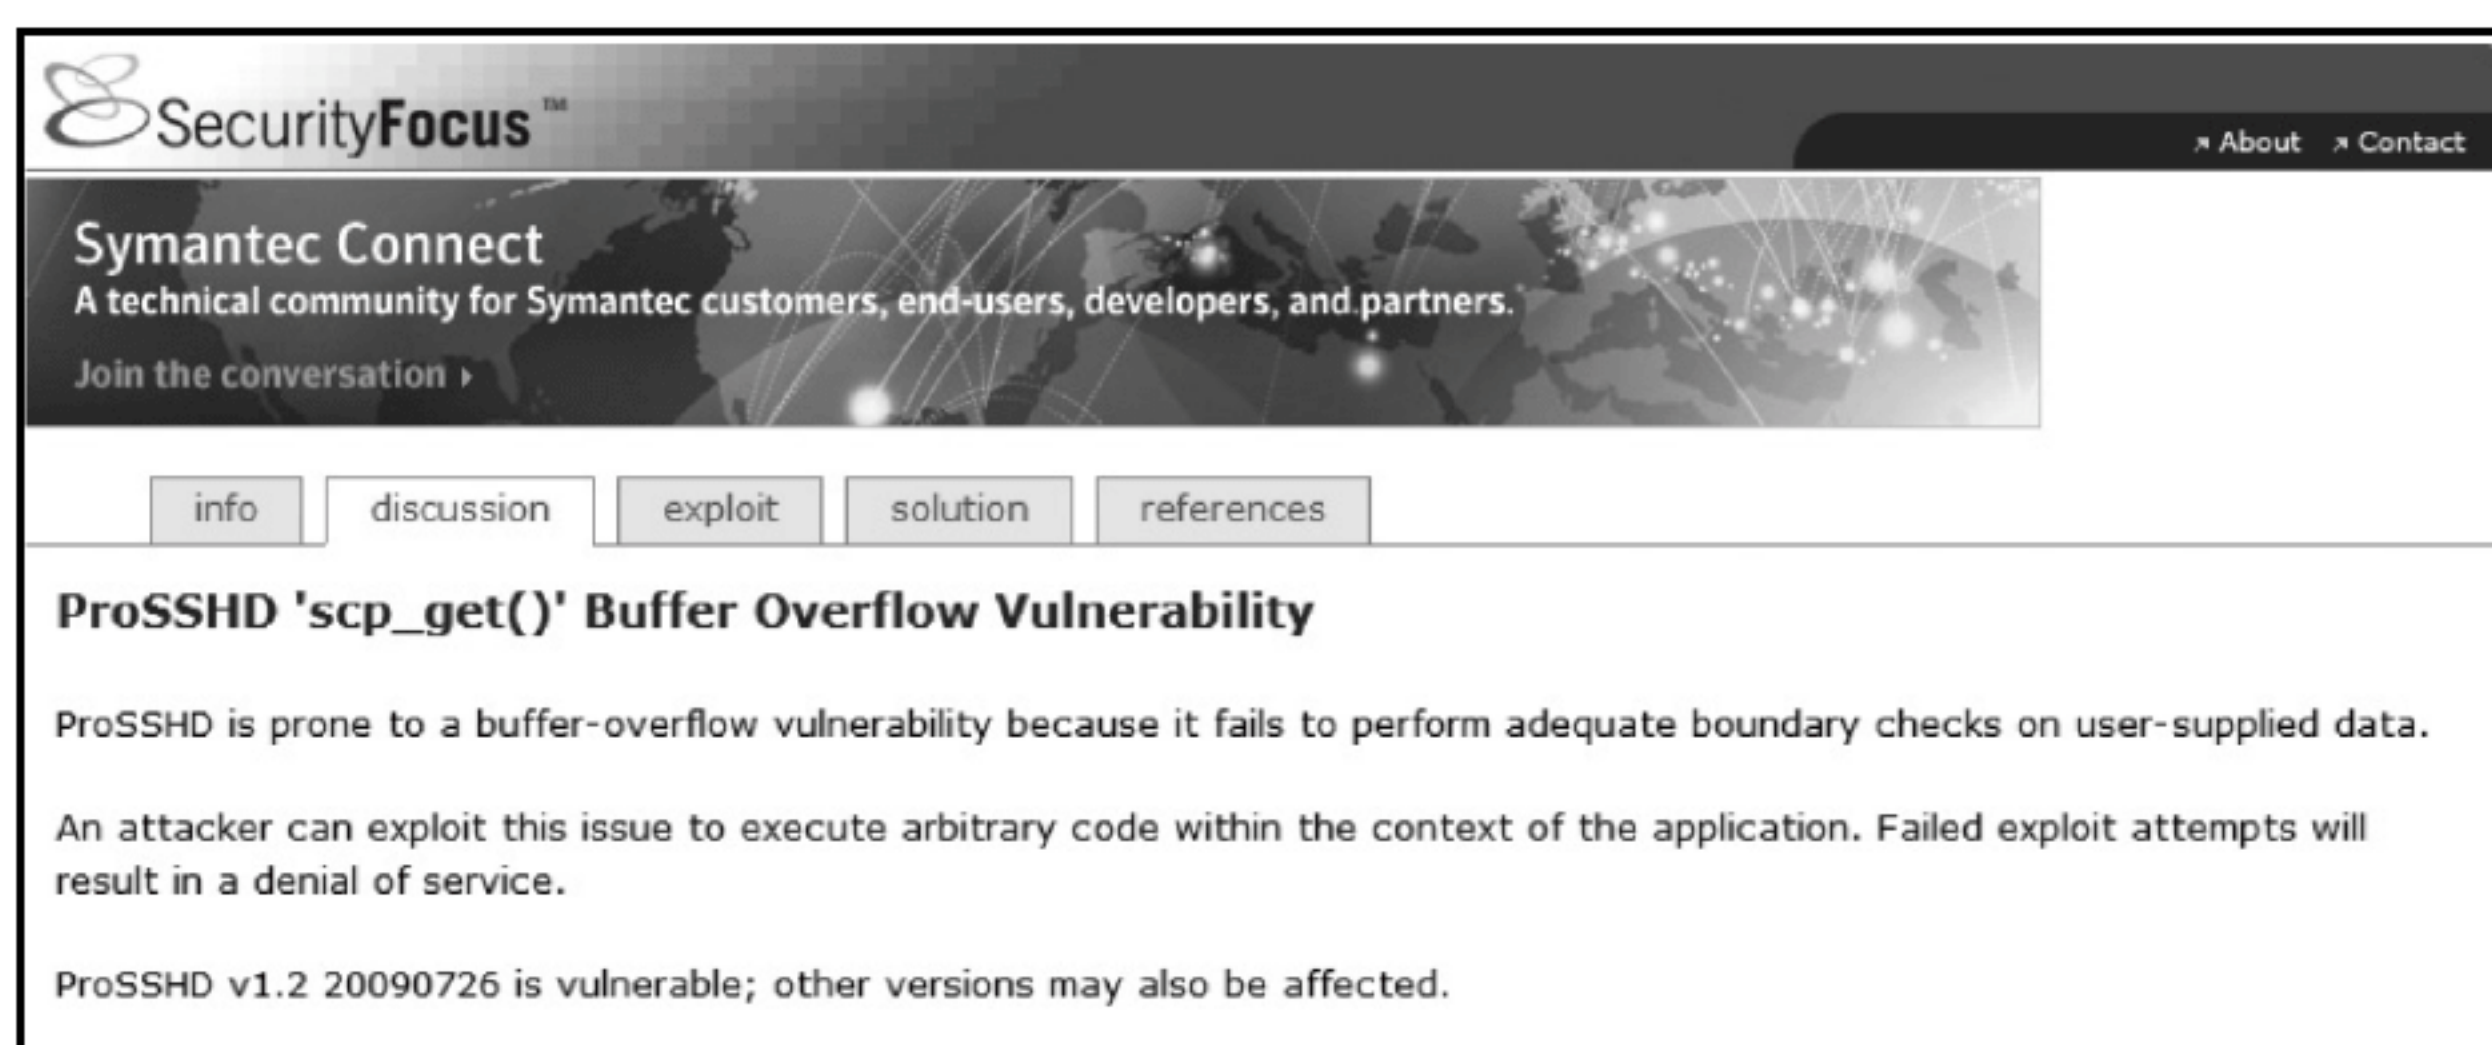 SecurityFocus™
About Contact
Symantec Connect
A technical community for Symantec customers, end-users, developers, and partners.
Join the conversation
info discussion exploit solution references
ProSSHD 'scp_get()' Buffer Overflow Vulnerability
ProSSHD is prone to a buffer-overflow vulnerability because it fails to perform adequate boundary checks on user-supplied data.
An attacker can exploit this issue to execute arbitrary code within the context of the application. Failed exploit attempts will
result in a denial of service.
ProSSHD v1.2 20090726 is vulnerable; other versions may also be affected.